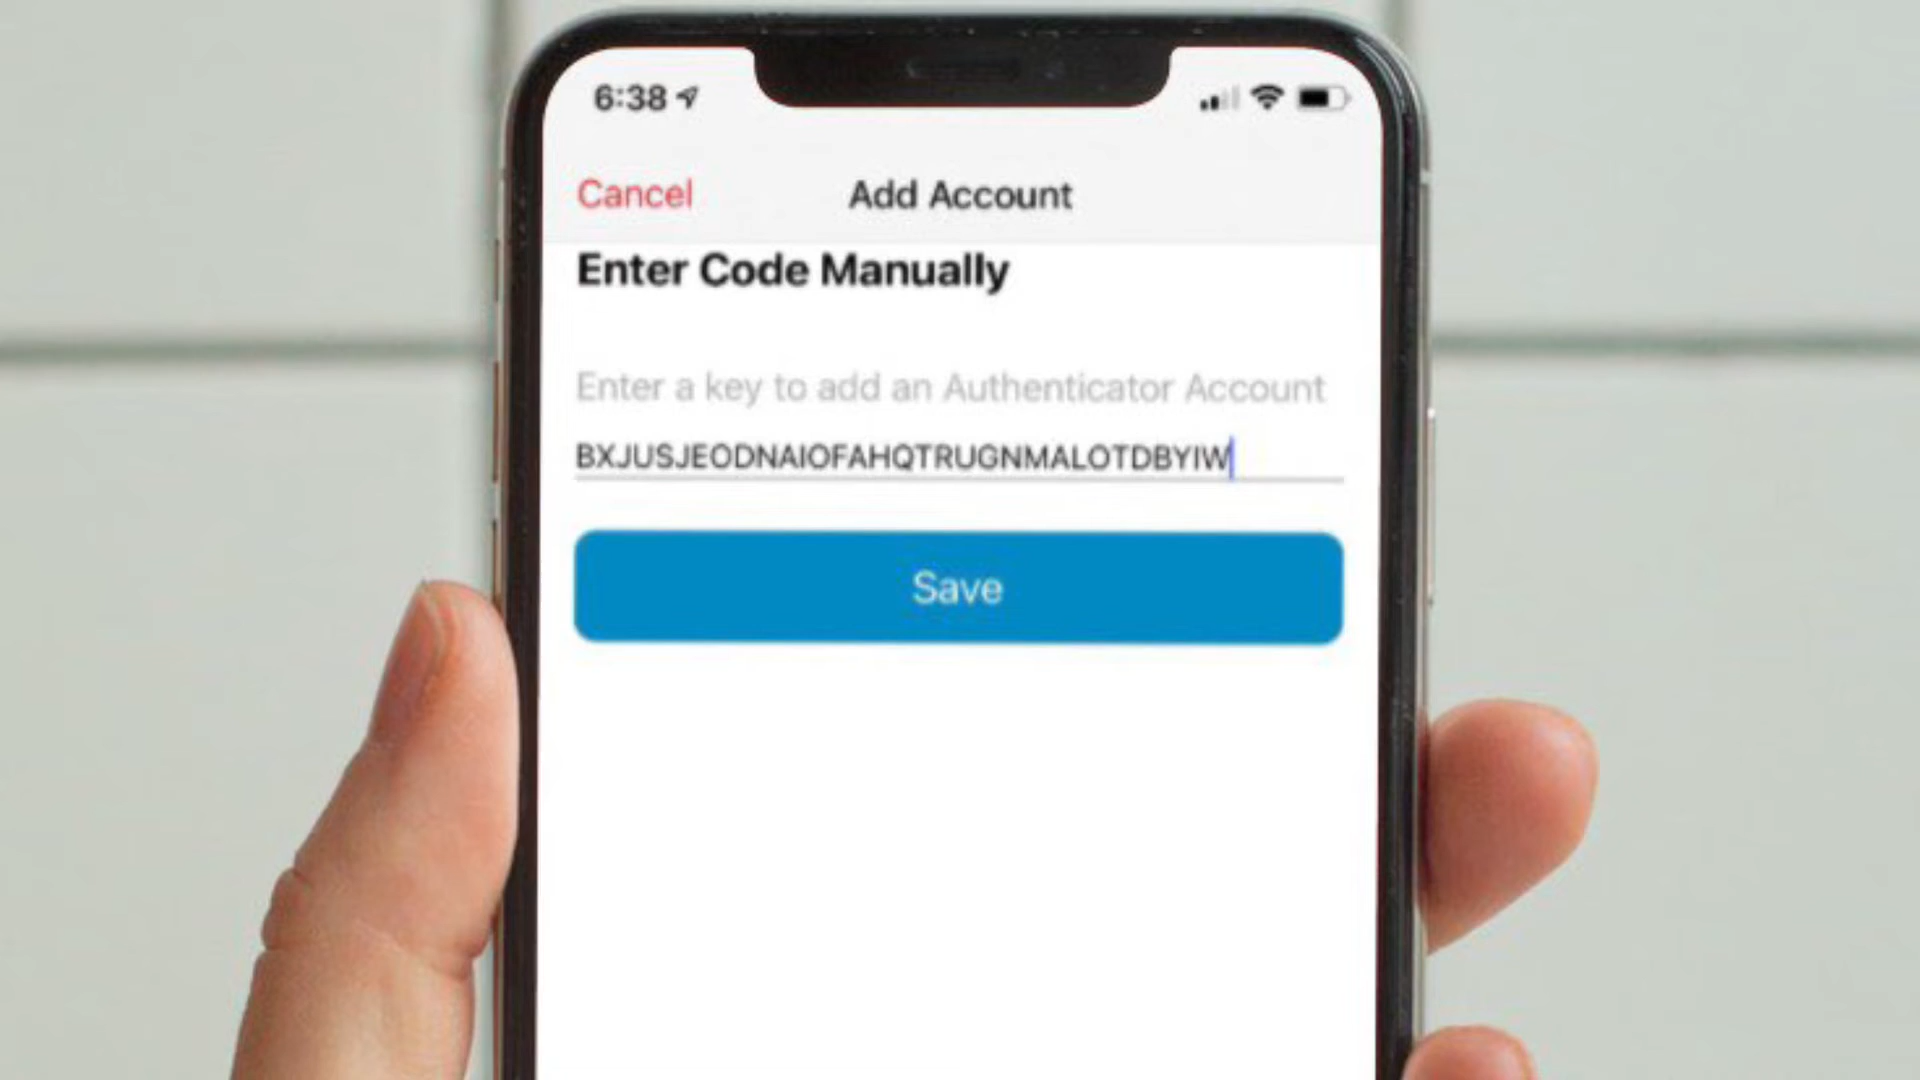 6:38
Cancel Add Account
Enter Code Manually
Enter a key to add an Authenticator Account
BXJUSJEODNAIOFAHQTRUGNMALOTDBYIW
Save